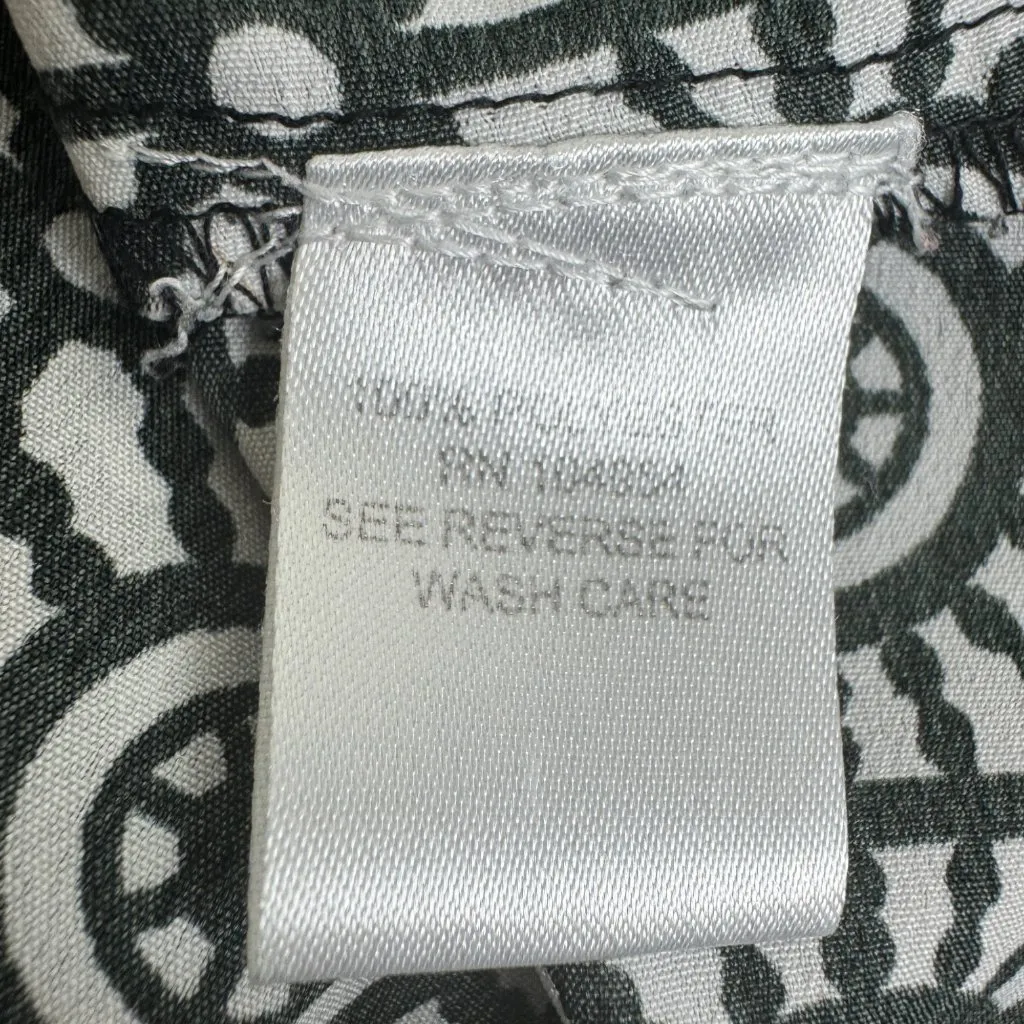 100% POLYESTER
RN
SEE REVERSE FOR
WASH CARE